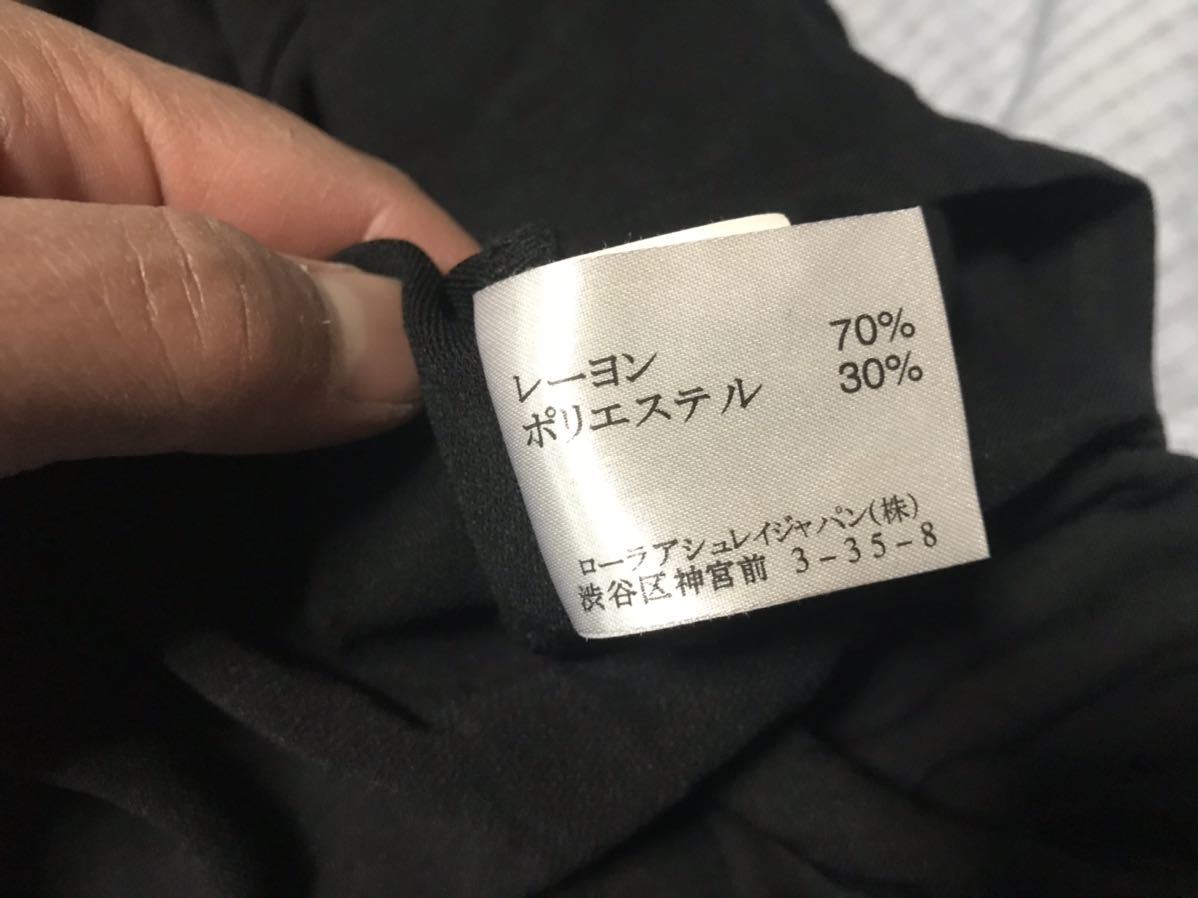 レーヨン 70%
ポリエステル 30%
ローラアシュレイジャパン(株)
渋谷区神宮前 3-35-8